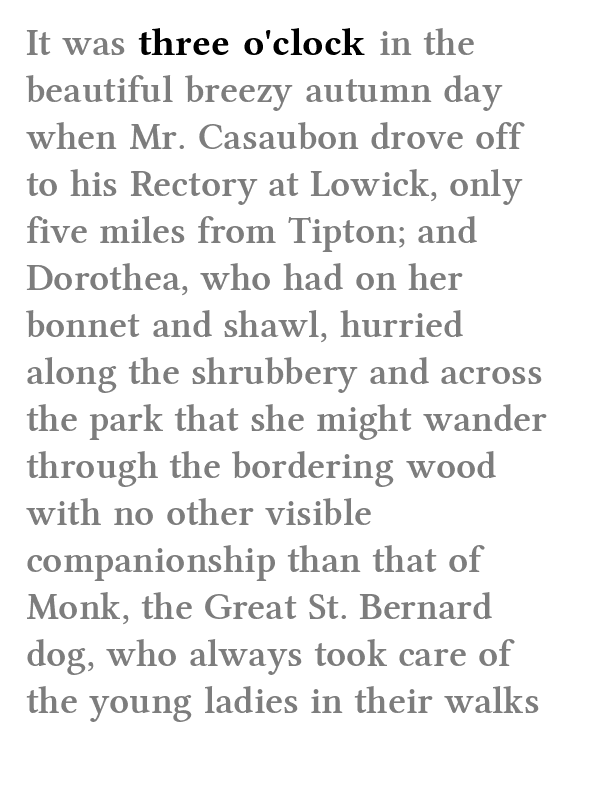 It was three o'clock in the
beautiful breezy autumn day
when Mr. Casaubon drove off
to his Rectory at Lowick, only
five miles from Tipton; and
Dorothea, who had on her
bonnet and shawl, hurried
along the shrubbery and across
the park that she might wander
through the bordering wood
with no other visible
companionship than that of
Monk, the Great St. Bernard
dog, who always took care of
the young ladies in their walks